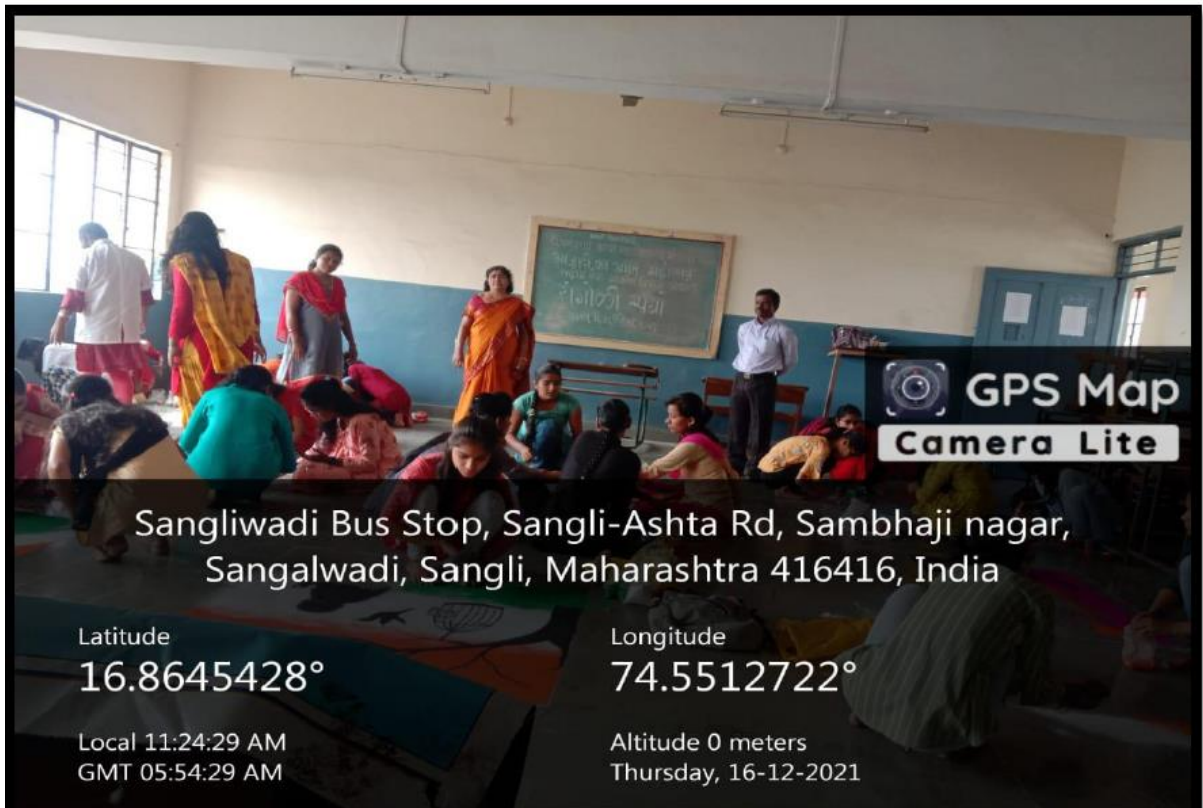 रांगोळी स्पर्धा
GPS Map
Camera Lite
Sangliwadi Bus Stop, Sangli-Ashta Rd, Sambhaji nagar,
Sangalwadi, Sangli, Maharashtra 416416, India
Latitude
16.8645428°
Longitude
74.5512722°
Local 11:24:29 AM
GMT 05:54:29 AM
Altitude 0 meters
Thursday, 16-12-2021